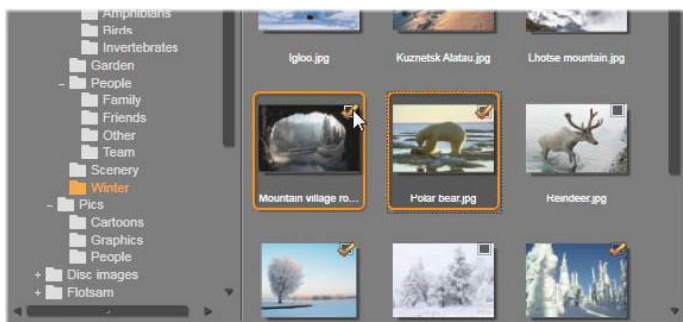 Amphibians
Birds
Invertebrates
Garden
People
Family
Friends
Other
Team
Scenery
Winter
Pics
Cartoons
Graphics
People
Disc images
Flotsam
Igloo.jpg
Kuznetsk Alatau.jpg
Lhotse mountain.jpg
Mountain village ro...
Polar bear.jpg
Reindeer.jpg